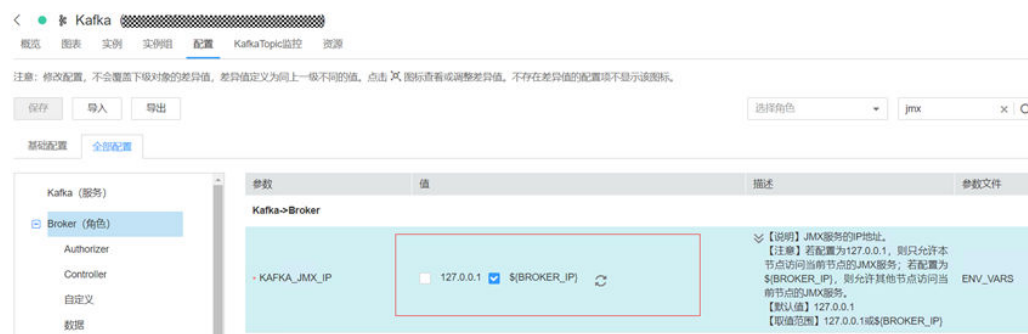 Kafka (
概览 图表 实例 实例组 配置 KafkaTopic监控 资源
注意：修改配置，不会覆盖下级对象的差异值，差异值定义为同上一级不同的值。点击 图标查看或调整差异值。不存在差异值的配置项不显示该图标。
保存 导入 导出 选择角色 jmx
基础配置 全部配置
参数 值 描述 参数文件
Kafka (服务)
Kafka->Broker
Broker (角色)
【说明】JMX服务的IP地址。
Authorizer
【注意】若配置为127.0.0.1，则只允许本
节点访问当前节点的JMX服务；若配置为
Controller
- KAFKA_JMX_IP 127.0.0.1 ${BROKER_IP} ${BROKER_IP}，则允许其他节点访问当 ENV_VARS
前节点的JMX服务。
自定义
【默认值】127.0.0.1
数据
【取值范围】127.0.0.1或${BROKER_IP}